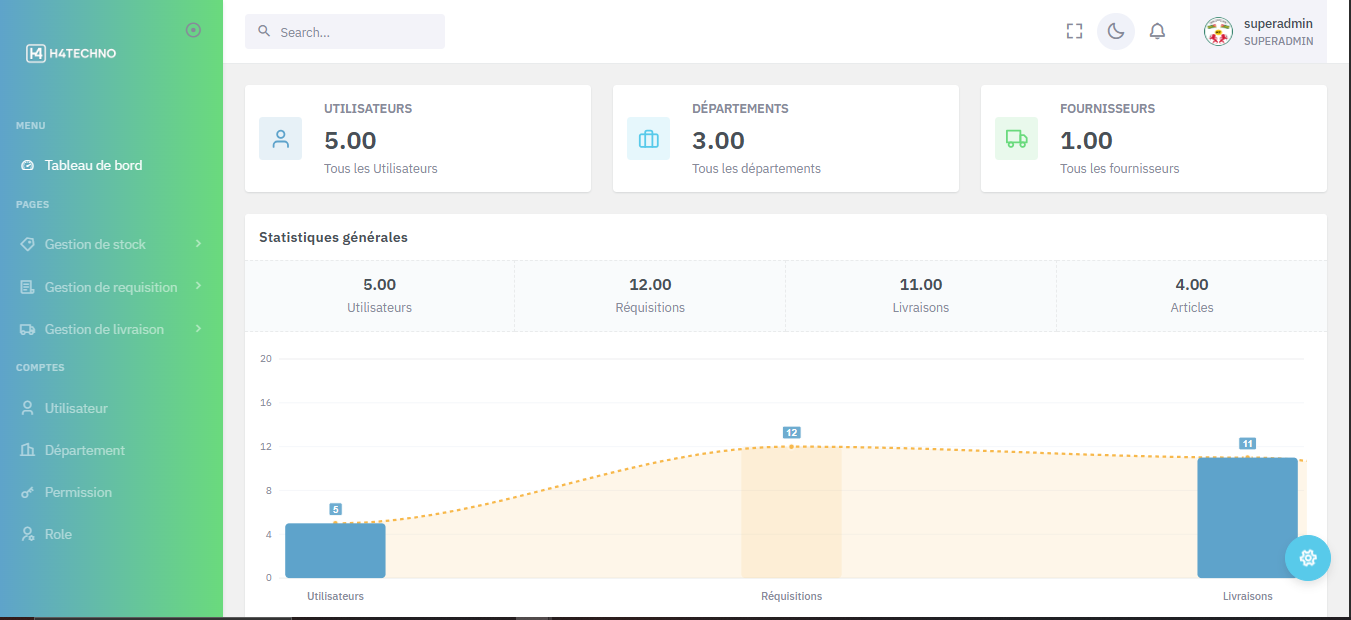 H4 H4TECHNO
Search...
superadmin
SUPERADMIN
MENU
Tableau de bord
PAGES
Gestion de stock
Gestion de requisition
Gestion de livraison
COMPTES
Utilisateur
Département
Permission
Role
UTILISATEURS
5.00
Tous les Utilisateurs
DÉPARTEMENTS
3.00
Tous les départements
FOURNISSEURS
1.00
Tous les fournisseurs
Statistiques générales
5.00
Utilisateurs
12.00
Réquisitions
11.00
Livraisons
4.00
Articles
20
16
12
8
4
0
5
12
11
Utilisateurs
Réquisitions
Livraisons